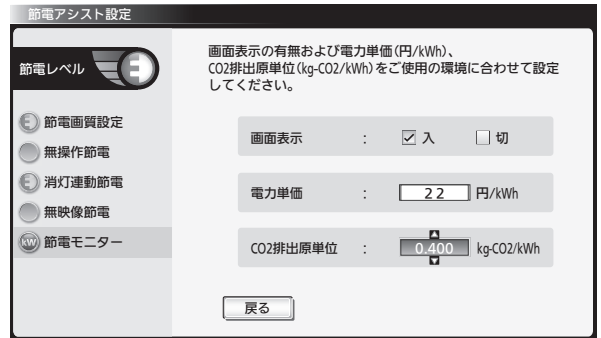 節電アシスト設定
節電レベル
節電画質設定
無操作節電
消灯連動節電
無映像節電
KW 節電モニター
画面表示の有無および電力単価(円/kWh)、
CO2排出原単位(kg-CO2/kWh)をご使用の環境に合わせて設定
してください。
画面表示 : 入 切
電力単価 : 22 円/kWh
CO2排出原単位 : 0.400 kg-CO2/kWh
戻る